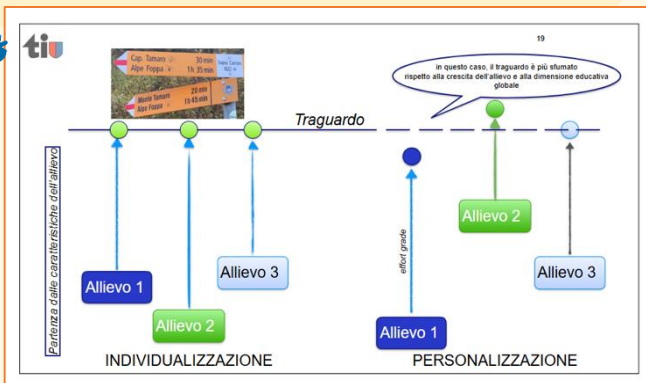 tiu
19
in questo caso, il traguardo è più sfumato
rispetto alla crescita dell'allievo e alla dimensione educativa
globale
Cap. Tamaro 30 min
Alpe Foppa 1h 35 min
Monte Tamaro 20 min
Alpe Foppa 1h 45 min
Traguardo
Partenza dalle caratteristiche dell'allievo
effort grade
Allievo 1
Allievo 2
Allievo 3
Allievo 1
Allievo 2
Allievo 3
INDIVIDUALIZZAZIONE
PERSONALIZZAZIONE